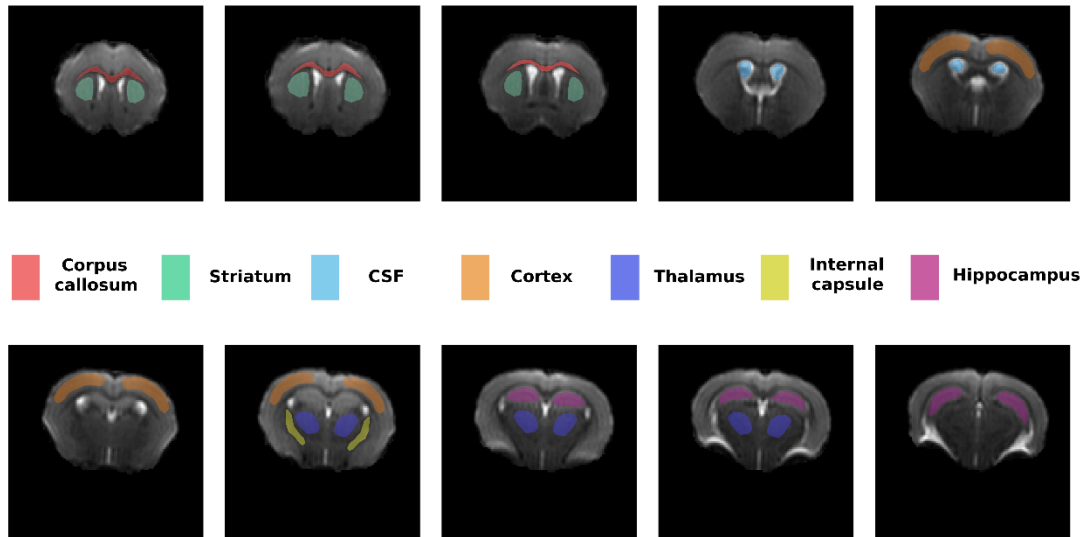 Corpus
callosum
Striatum
CSF
Cortex
Thalamus
Internal
capsule
Hippocampus